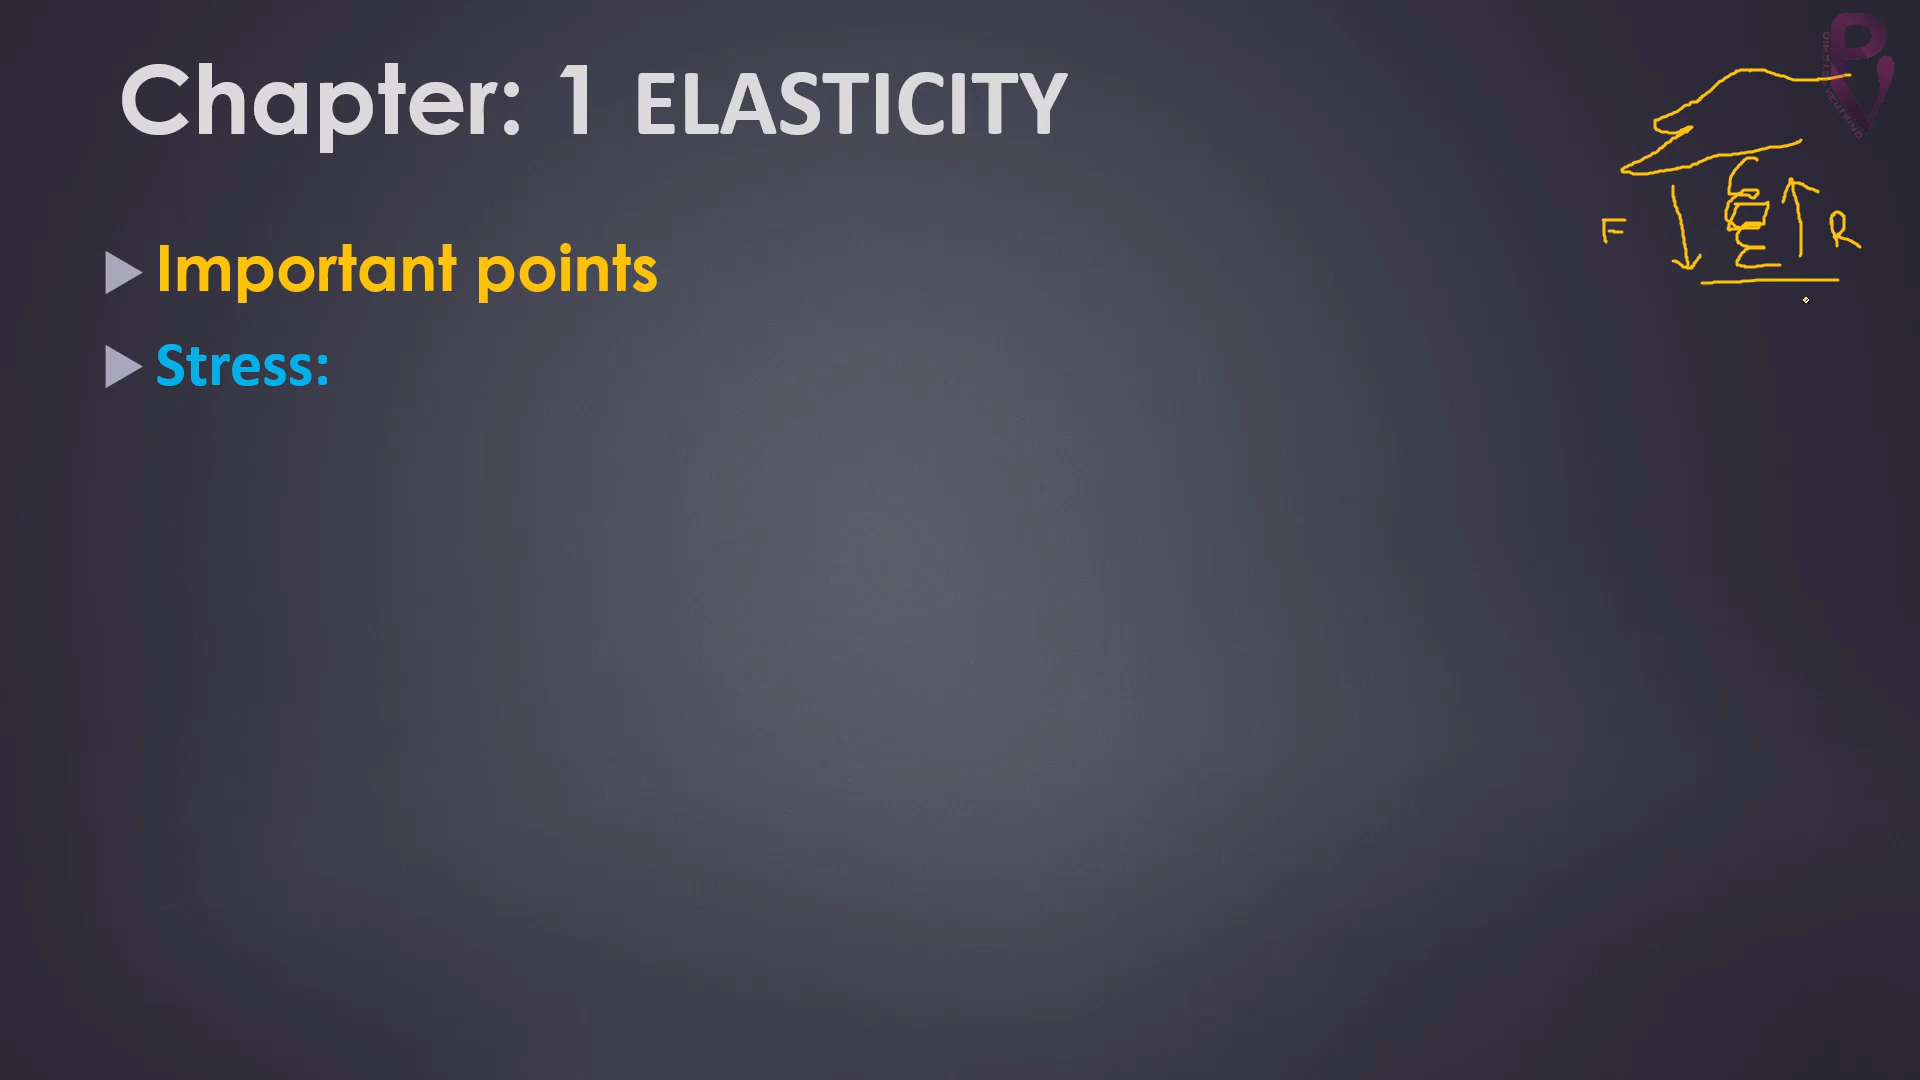 Chapter: 1 ELASTICITY
Important points
Stress:
F
R